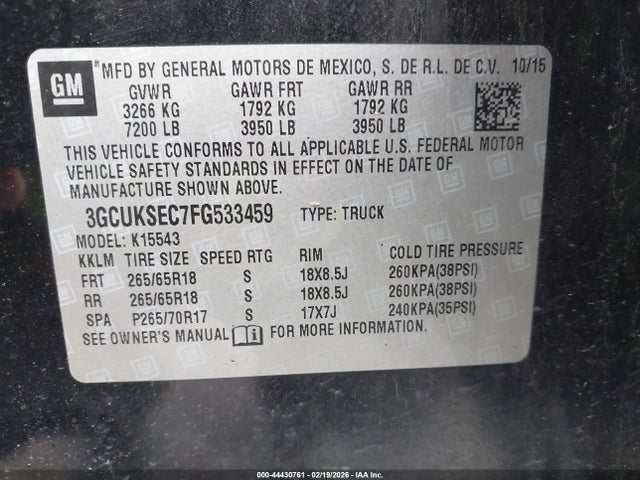 GM *MFD BY GENERAL MOTORS DE MEXICO, S. DE R.L. DE C.V. 10/15
GVWR GAWR FRT GAWR RR
3266 KG 1792 KG 1792 KG
7200 LB 3950 LB 3950 LB
THIS VEHICLE CONFORMS TO ALL APPLICABLE U.S. FEDERAL MOTOR
VEHICLE SAFETY STANDARDS IN EFFECT ON THE DATE OF
MANUFACTURE SHOWN ABOVE.
3GCUKSEC7FG533459 TYPE: TRUCK
MODEL: K15543
KKLM TIRE SIZE SPEED RTG RIM COLD TIRE PRESSURE
FRT 265/65R18 S 18X8.5J 260KPA(38PSI)
RR 265/65R18 S 18X8.5J 260KPA(38PSI)
SPA P265/70R17 S 17X7J 240KPA(35PSI)
SEE OWNER'S MANUAL FOR MORE INFORMATION.
000-44430761 - 02/19/2026 - IAA Inc.